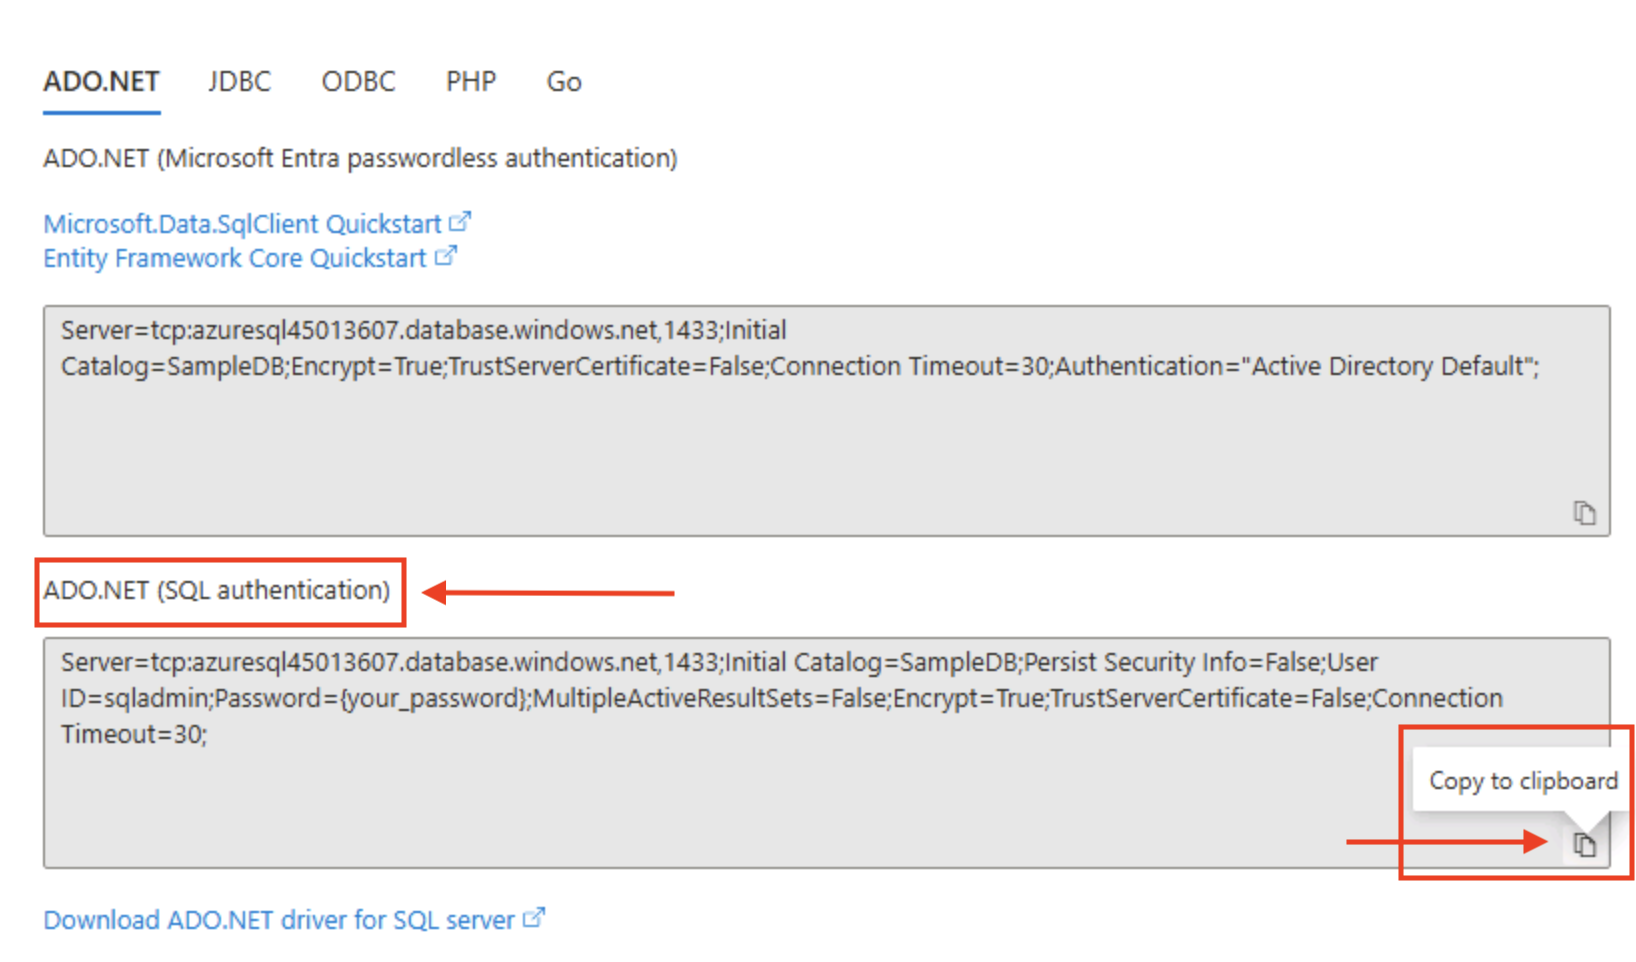 ADO.NET JDBC ODBC PHP Go
ADO.NET (Microsoft Entra passwordless authentication)
Microsoft.Data.SqlClient Quickstart
Entity Framework Core Quickstart
Server=tcp:azuresql45013607.database.windows.net,1433;Initial
Catalog=SampleDB;Encrypt=True;TrustServerCertificate=False;Connection Timeout=30;Authentication="Active Directory Default";
ADO.NET (SQL authentication)
Server=tcp:azuresql45013607.database.windows.net,1433;Initial Catalog=SampleDB;Persist Security Info=False;User
ID=sqladmin;Password={your_password};MultipleActiveResultSets=False;Encrypt=True;TrustServerCertificate=False;Connection
Timeout=30;
Copy to clipboard
Download ADO.NET driver for SQL server